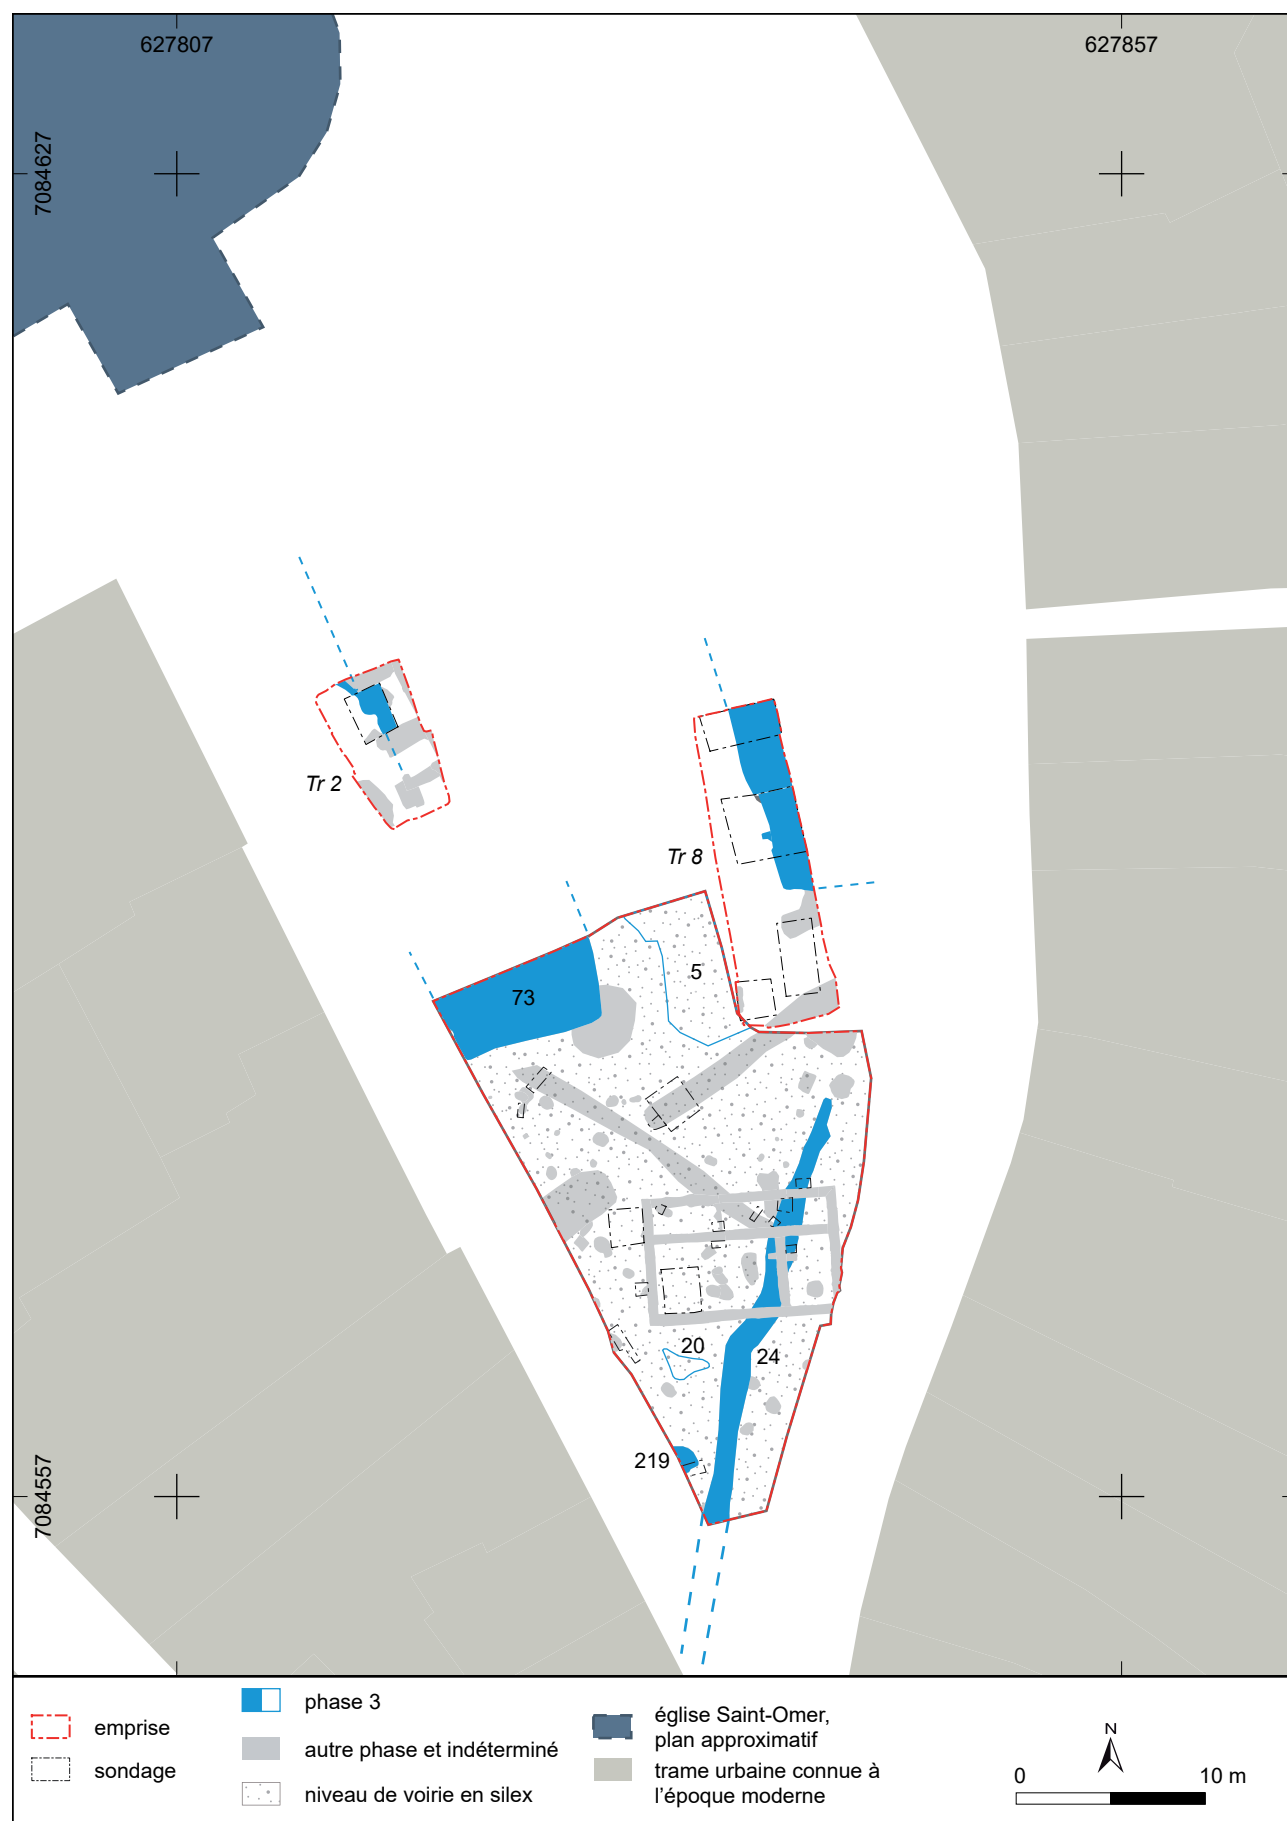 627807
627857
7084627
Tr 2
Tr 8
5
73
20
24
219
7084557
emprise
sondage
phase 3
autre phase et indéterminé
niveau de voirie en silex
église Saint-Omer,
plan approximatif
trame urbaine connue à
l'époque moderne
N
0 10 m